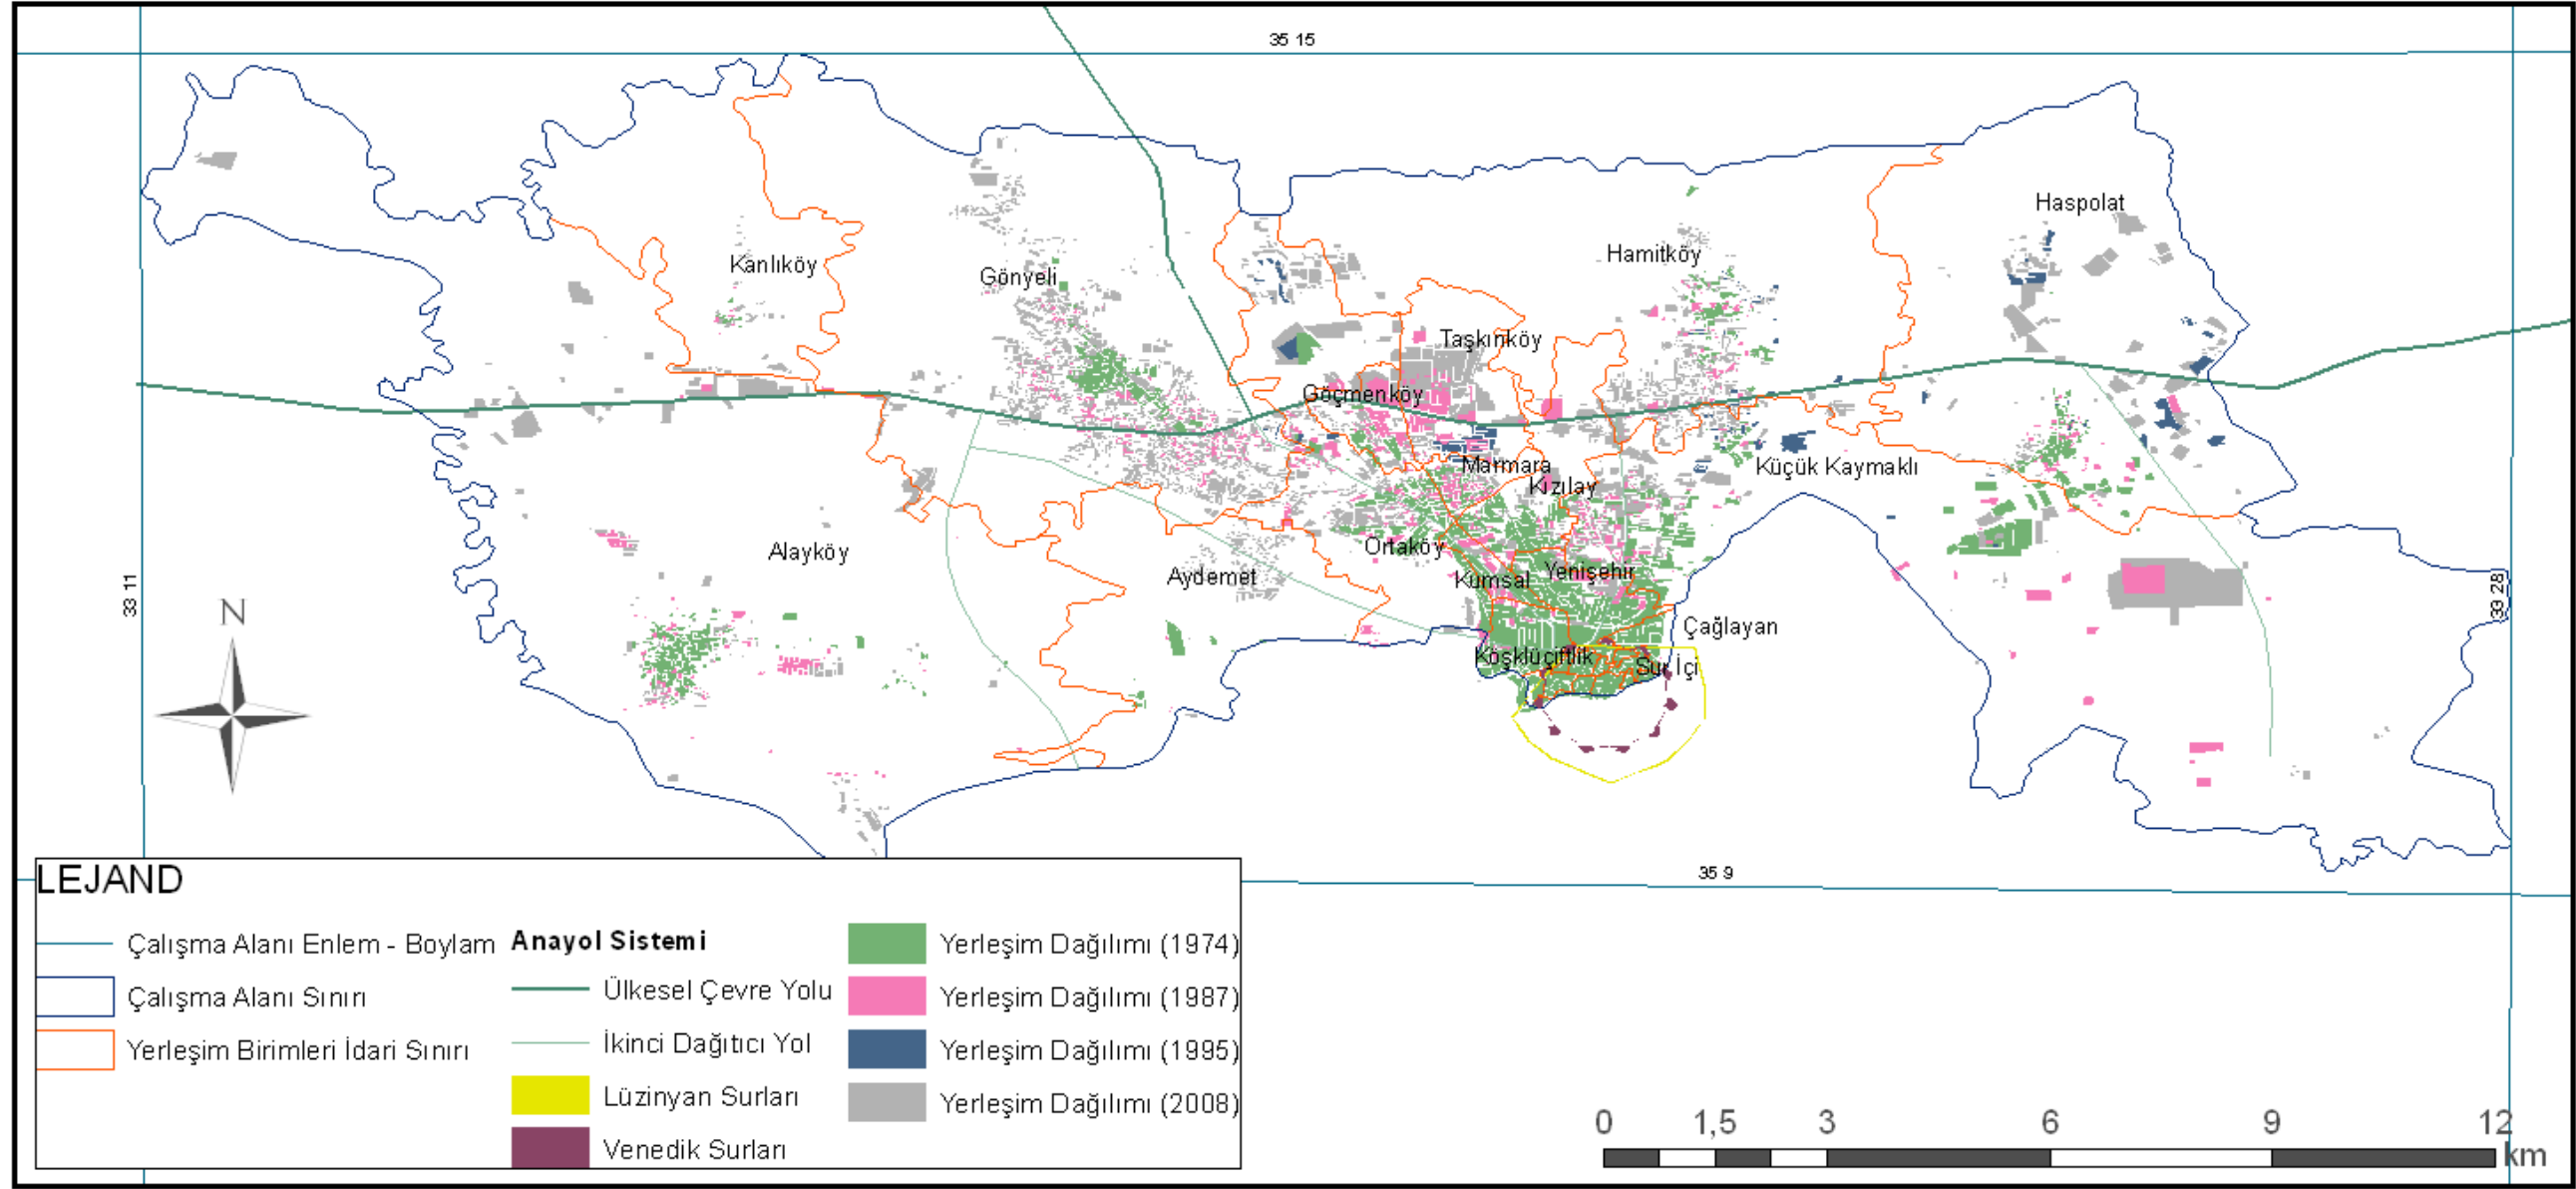 35 15
Haspolat
Hamitköy
Kanlıköy
Gönyeli
Taşkınköy
Göçmenköy
Marmara
Küçük Kaymaklı
Kızılay
Ortaköy
Alayköy
Aydemet
Kumsal
Yenişehir
33 11
33 28
N
Çağlayan
Köşklüçiftlik
Sur İçi
35 9
LEJAND
Çalışma Alanı Enlem - Boylam
Çalışma Alanı Sınırı
Yerleşim Birimleri İdari Sınırı
Anayol Sistemi
Ülkesel Çevre Yolu
İkinci Dağıtıcı Yol
Lüzinyan Surları
Venedik Surları
Yerleşim Dağılımı (1974)
Yerleşim Dağılımı (1987)
Yerleşim Dağılımı (1995)
Yerleşim Dağılımı (2008)
0 1,5 3 6 9 12
km